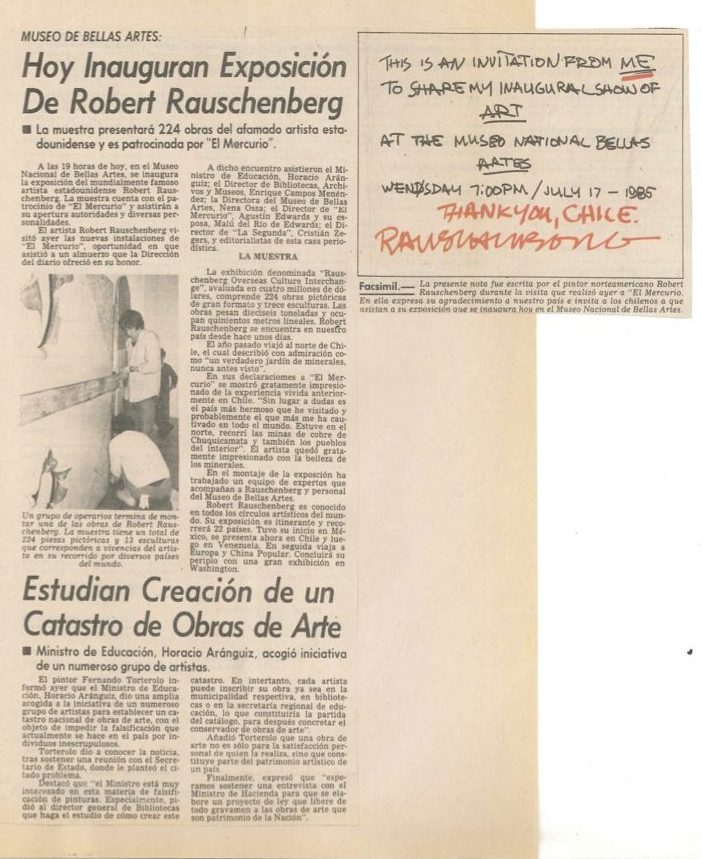 MUSEO DE BELLAS ARTES:
Hoy Inauguran Exposición
De Robert Rauschenberg
■ La muestra presentará 224 obras del afamado artista esta-
dounidense y es patrocinada por "El Mercurio".
A las 19 horas de hoy, en el Museo
Nacional de Bellas Artes, se inaugura
la exposición del mundialmente famoso
artista estadounidense Robert Raus-
chenberg. La muestra cuenta con el pa-
trocinio de "El Mercurio" y asistirán a
su apertura autoridades y diversas per-
sonalidades.
El artista Robert Rauschenberg vi-
sitó ayer las nuevas instalaciones de
"El Mercurio", oportunidad en que
asistió a un almuerzo que la Dirección
del diario ofreció en su honor.
Un grupo de operarios termina de mon-
tar una de las obras de Robert Raus-
chenberg. La muestra tiene un total de
224 piezas pictóricas y 13 esculturas
que corresponden a vivencias del artis-
ta en su recorrido por diversos países
del mundo.
A dicho encuentro asistieron el Mi-
nistro de Educación, Horacio Arán-
guiz; el Director de Bibliotecas, Archi-
vos y Museos, Enrique Campos Menén-
dez; la Directora del Museo de Bellas
Artes, Nena Ossa; el Director de "El
Mercurio", Agustín Edwards y su es-
posa, Malú del Río de Edwards; el Di-
rector de "La Segunda", Cristián Ze-
gers, y editorialistas de esta casa perio-
dística.
LA MUESTRA
La exhibición denominada "Raus-
chenberg Overseas Culture Interchan-
ge", avaluada en cuatro millones de dó-
lares, comprende 224 obras pictóricas
de gran formato y trece esculturas. Las
obras pesan dieciseis toneladas y ocu-
pan quinientos metros lineales. Robert
Rauschenberg se encuentra en nuestro
país desde hace unos días.
El año pasado viajó al norte de Chi-
le, el cual describió con admiración co-
mo "un verdadero jardín de minerales,
nunca antes visto".
En sus declaraciones a "El Mer-
curio" se mostró gratamente impresio-
nado de la experiencia vivida anterior-
mente en Chile. "Sin lugar a dudas es
el país más hermoso que he visitado y
probablemente el que más me ha cau-
tivado en todo el mundo. Estuve en el
norte, recorrí las minas de cobre de
Chuquicamata y también los pueblos
del interior". El artista quedó grata-
mente impresionado con la belleza de
los minerales.
En el montaje de la exposción ha
trabajado un equipo de expertos que
acompañan a Rauschenberg y personal
del Museo de Bellas Artes.
Robert Rauschenberg es conocido
en todos los círculos artísticos del mun-
do. Su exposición es itinerante y reco-
rrerá 22 países. Tuvo su inicio en Mé-
xico, se presenta ahora en Chile y lue-
go en Venezuela. En seguida viaja a
Europa y China Popular. Concluirá su
periplo con una gran exhibición en
Washington.
THIS IS AN INVITATION FROM ME
TO SHARE MY INAUGURAL SHOW OF
ART
AT THE MUSEO NATIONAL BELLAS
ARTES
WENDSDAY 7:00PM / JULY 17 - 1985
THANK YOU, CHILE.
RAUSCHENBERG
Facsímil.— La presente nota fue escrita por el pintor norteamericano Robert
Rauschenberg durante la visita que realizó ayer a "El Mercurio.
En ella expresa su agradecimiento a nuestro país e invita a los chilenos a que
asistan a su exposición que se inaugura hoy en el Museo Nacional de Bellas Artes.
Estudian Creación de un
Catastro de Obras de Arte
■ Ministro de Educación, Horacio Aránguiz, acogió iniciativa
de un numeroso grupo de artistas.
El pintor Fernando Torterolo in-
formó ayer que el Ministro de Educa-
ción, Horacio Aránguiz, dio una amplia
acogida a la iniciativa de un numeroso
grupo de artistas para establecer un ca-
tastro nacional de obras de arte, con el
objeto de impedir la falsificación que
actualmente se hace en el país por in-
dividuos inescrupulosos.
Torterolo dio a conocer la noticia,
tras sostener una reunión con el Secre-
tario de Estado, donde le planteó el ci-
tado problema.
Destacó que "el Ministro está muy
interesado en esta materia de falsifi-
cación de pinturas. Especialmente, pi-
dió al director general de Bibliotecas
que haga el estudio de cómo crear este
catastro. En intertanto, cada artista
puede inscribir su obra ya sea en la
municipalidad respectiva, en bibliote-
cas o en la secretaría regional de edu-
cación, lo que constituiría la partida
del catálogo, para después concretar el
conservador de obras de arte".
Añadió Torterolo que una obra de
arte no es sólo para la satisfacción per-
sonal de quien la realiza, sino que cons-
tituye parte del patrimonio artístico de
un país.
Finalmente, expresó que "espe-
ramos sostener una entrevista con el
Ministro de Hacienda para que se ela-
bore un proyecto de ley que libere de
todo gravamen a las obras de arte que
son patrimonio de la Nación".